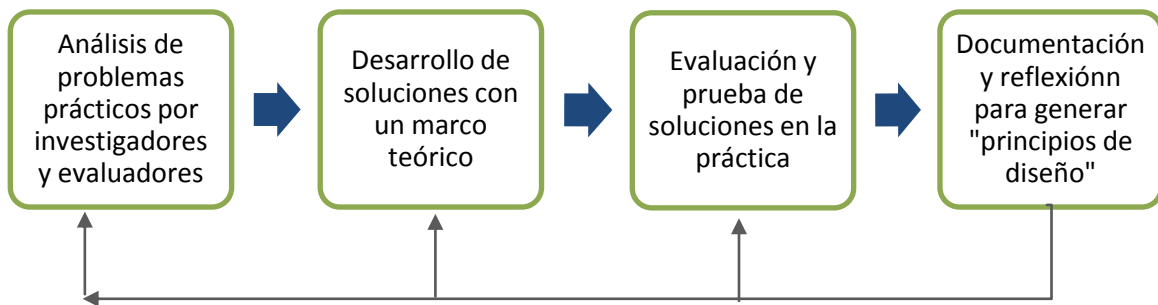 Análisis de
problemas
prácticos por
investigadores
y evaluadores
Desarrollo de
soluciones con
un marco
teórico
Evaluación y
prueba de
soluciones en la
práctica
Documentación
y reflexiónn
para generar
"principios de
diseño"